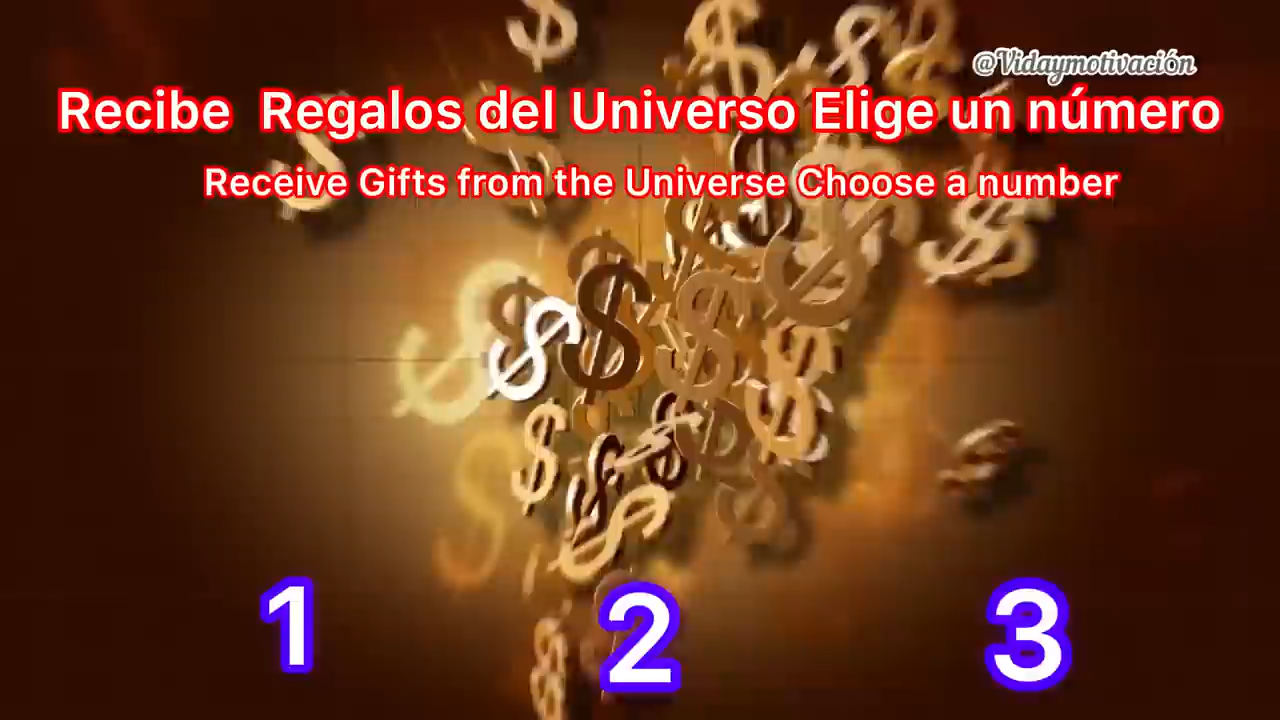 @Vidaymotivación
Recibe Regalos del Universo Elige un número
Receive Gifts from the Universe Choose a number
1 2 3